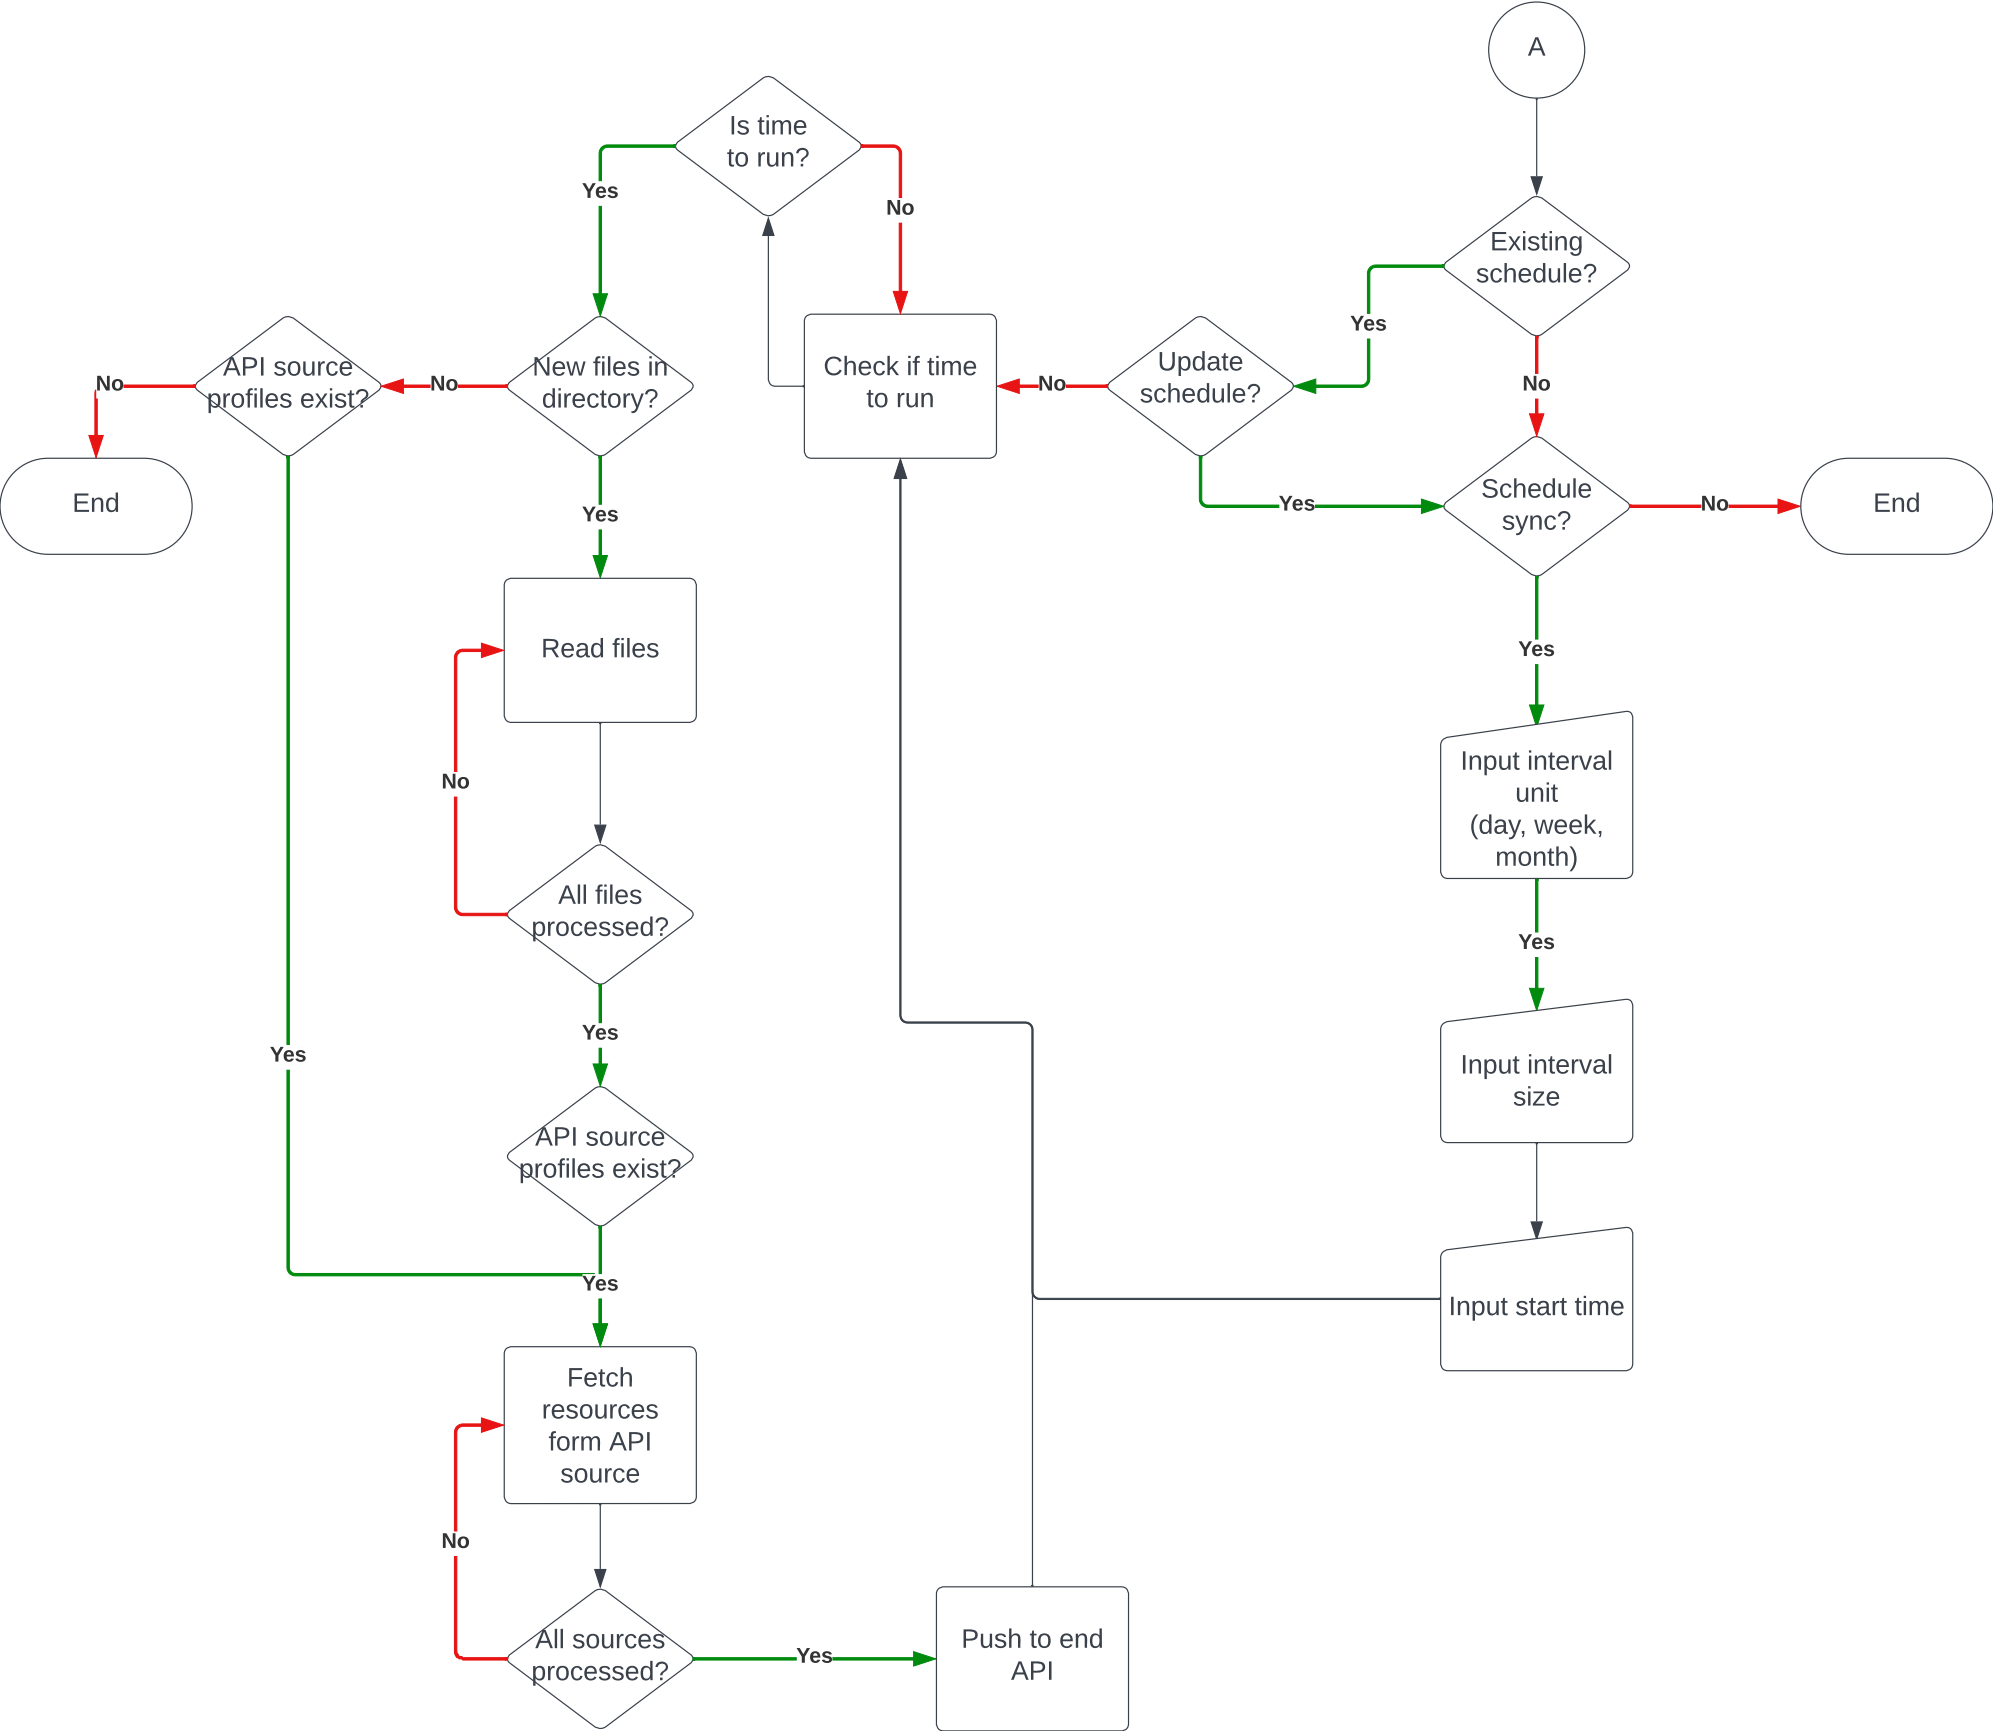 A
Is time
to run?
Yes
No
Existing
schedule?
Yes
No
API source
profiles exist?
No
New files in
directory?
No
Check if time
to run
Update
schedule?
No
End
Yes
Yes
Schedule
sync?
No
End
Read files
Yes
No
Input interval
unit
(day, week,
month)
All files
processed?
Yes
Yes
Yes
Input interval
size
API source
profiles exist?
Yes
Input start time
Fetch
resources
form API
source
No
All sources
processed?
Yes
Push to end
API